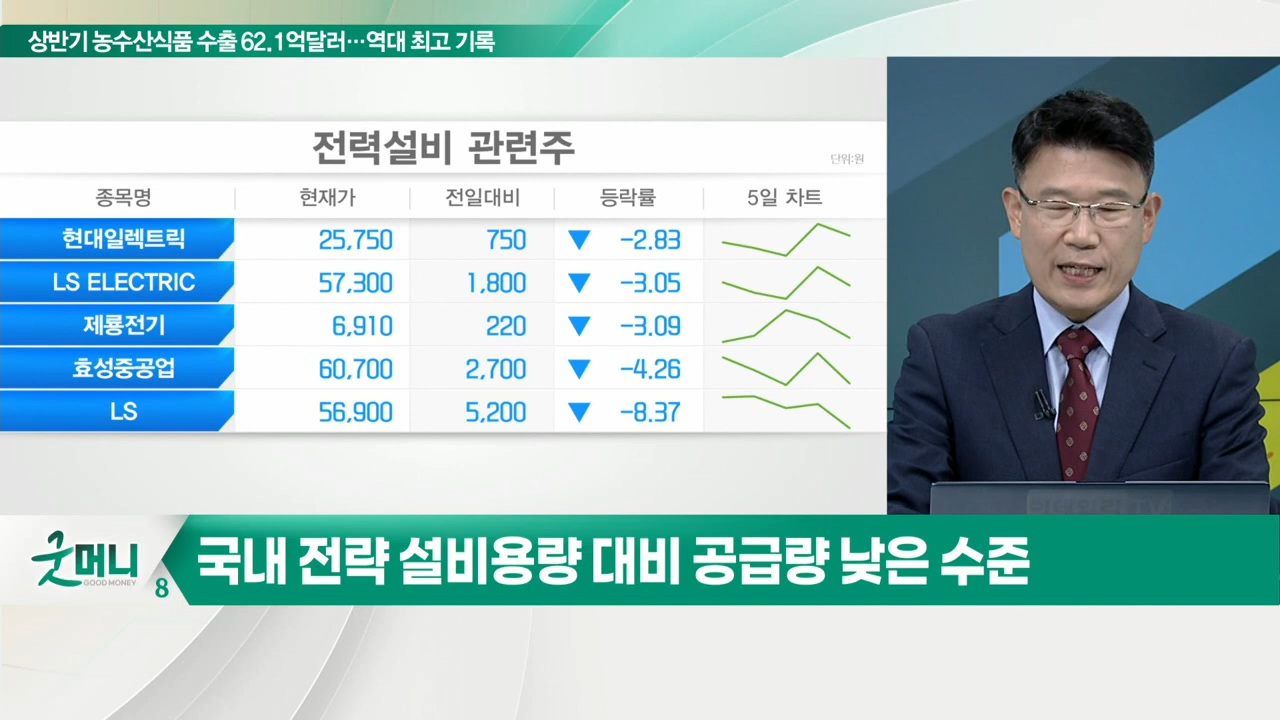 상반기 농수산식품 수출 62.1억달러…역대 최고 기록
전력설비 관련주
단위:원
종목명 현재가 전일대비 등락률 5일 차트
현대일렉트릭 25,750 750 ▼ -2.83
LS ELECTRIC 57,300 1,800 ▼ -3.05
제룡전기 6,910 220 ▼ -3.09
효성중공업 60,700 2,700 ▼ -4.26
LS 56,900 5,200 ▼ -8.37
굿머니
GOOD MONEY
8
국내 전략 설비용량 대비 공급량 낮은 수준